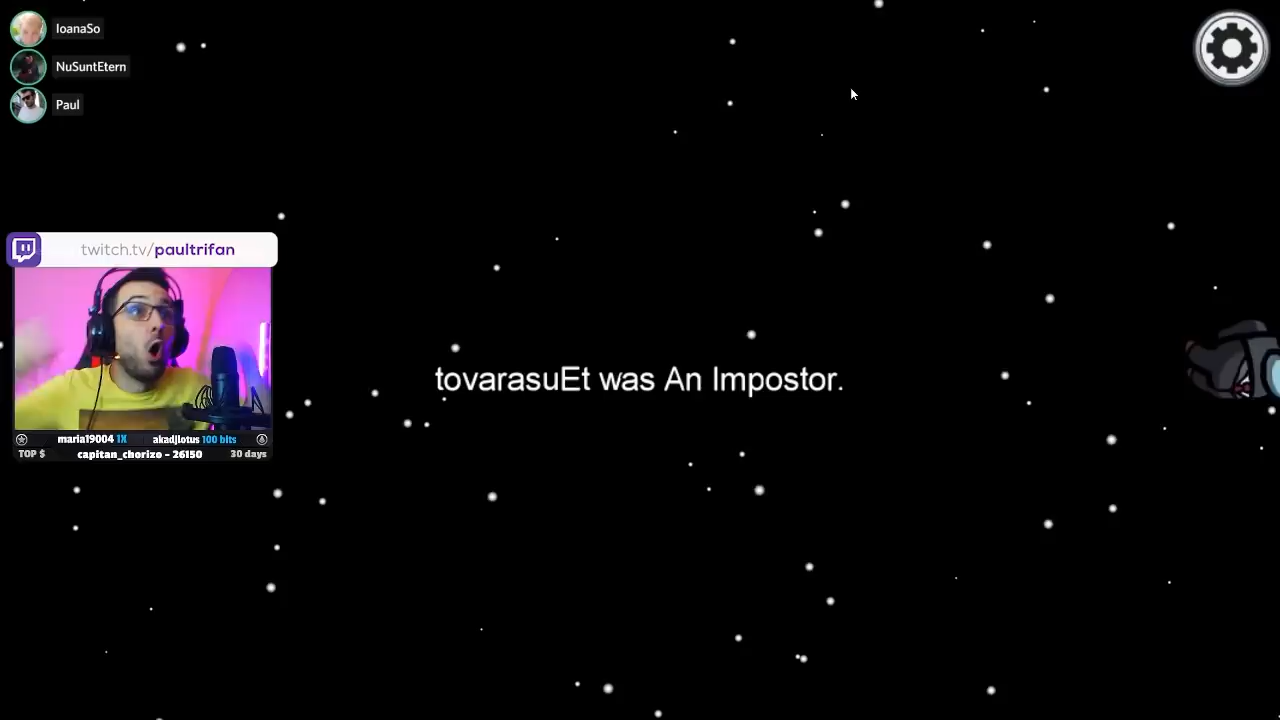 IoanaSo
NuSuntEtern
Paul
twitch.tv/paultrifan
tovarasuEt was An Impostor.
maria19004 1X akadjlotus 100 bits
TOP $ capitan_chorizo - 26150 30 days